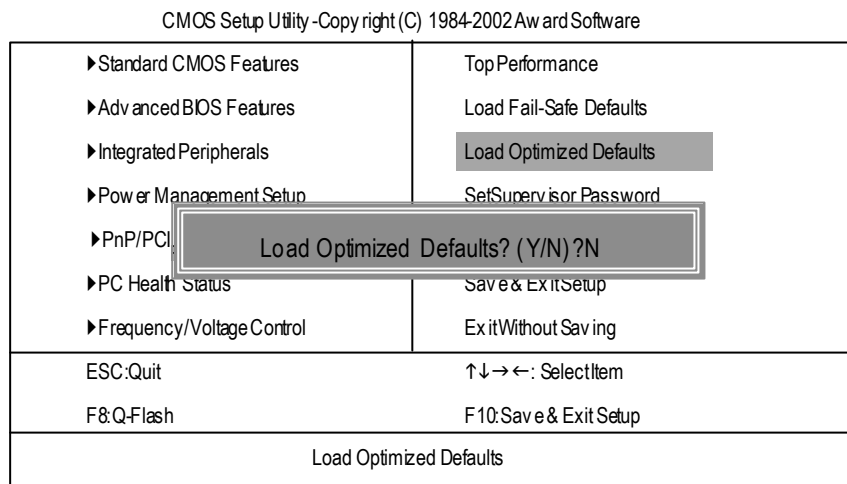 CMOS Setup Utility-Copyright (C) 1984-2002 Award Software
▶Standard CMOS Features
Top Performance
▶Advanced BIOS Features
Load Fail-Safe Defaults
▶Integrated Peripherals
Load Optimized Defaults
▶Power Management Setup
Set Supervisor Password
▶PnP/PCI
Load Optimized Defaults? (Y/N)?N
▶PC Health Status
Save & Exit Setup
▶Frequency/Voltage Control
Exit Without Saving
ESC:Quit
↑↓→←: Select Item
F8:Q-Flash
F10:Save & Exit Setup
Load Optimized Defaults